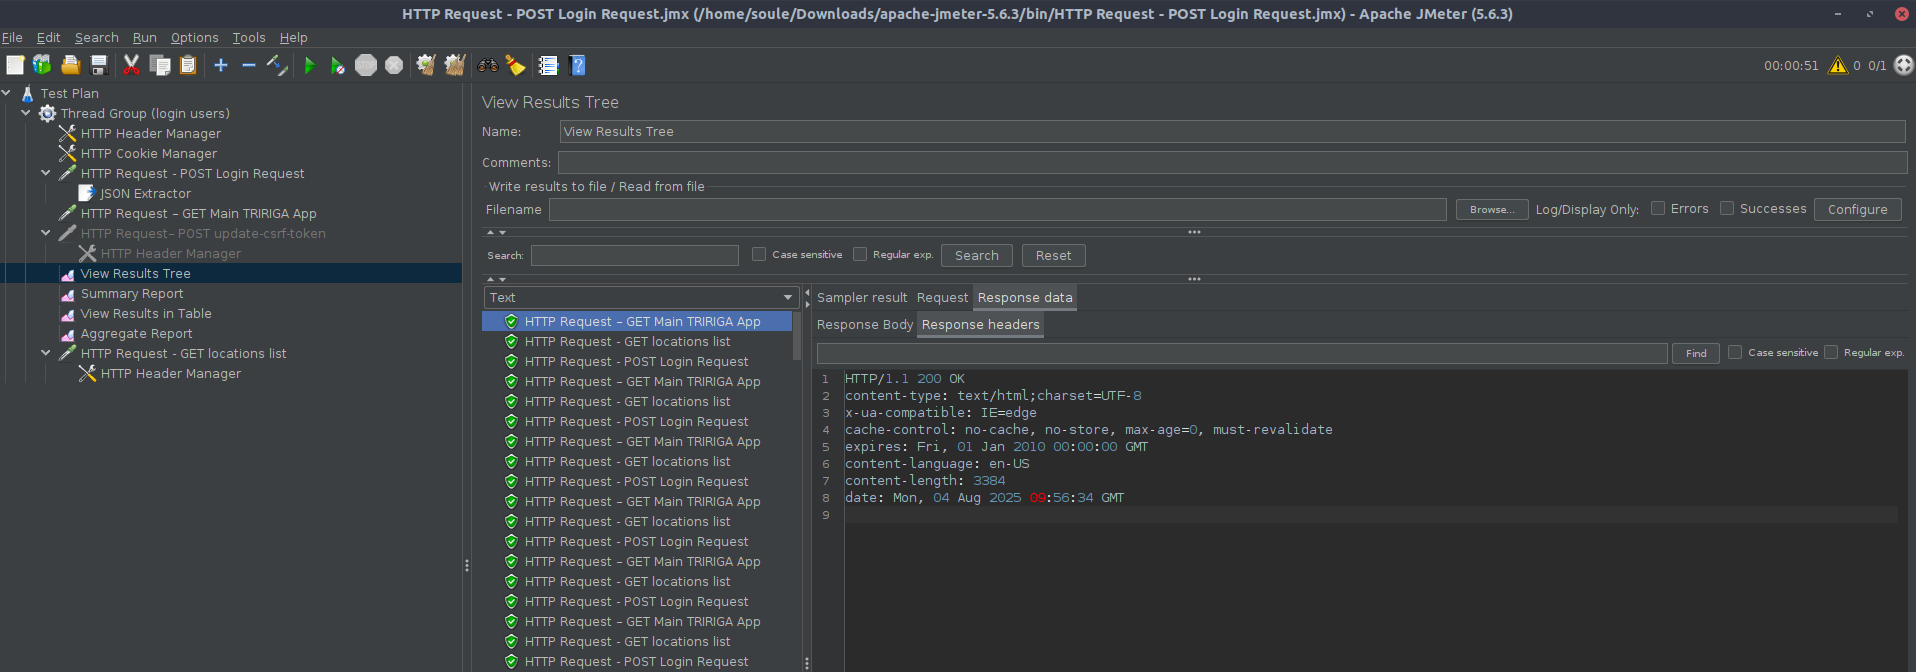 HTTP Request - POST Login Request.jmx (/home/soule/Downloads/apache-jmeter-5.6.3/bin/HTTP Request - POST Login Request.jmx) - Apache JMeter (5.6.3)
File Edit Search Run Options Tools Help
STOP
00:00:51 0 0/1
Test Plan
Thread Group (login users)
HTTP Header Manager
HTTP Cookie Manager
HTTP Request - POST Login Request
JSON Extractor
HTTP Request – GET Main TRIRIGA App
HTTP Request– POST update-csrf-token
HTTP Header Manager
View Results Tree
Summary Report
View Results in Table
Aggregate Report
HTTP Request - GET locations list
HTTP Header Manager
View Results Tree
Name: View Results Tree
Comments:
Write results to file / Read from file
Filename Browse... Log/Display Only: Errors Successes Configure
Search: Case sensitive Regular exp. Search Reset
Text
HTTP Request – GET Main TRIRIGA App
HTTP Request - GET locations list
HTTP Request - POST Login Request
HTTP Request – GET Main TRIRIGA App
HTTP Request - GET locations list
HTTP Request - POST Login Request
HTTP Request – GET Main TRIRIGA App
HTTP Request - GET locations list
HTTP Request - POST Login Request
HTTP Request – GET Main TRIRIGA App
HTTP Request - GET locations list
HTTP Request - POST Login Request
HTTP Request – GET Main TRIRIGA App
HTTP Request - GET locations list
HTTP Request - POST Login Request
HTTP Request – GET Main TRIRIGA App
HTTP Request - GET locations list
HTTP Request - POST Login Request
Sampler result Request Response data
Response Body Response headers
Find Case sensitive Regular exp.
1 HTTP/1.1 200 OK
2 content-type: text/html;charset=UTF-8
3 x-ua-compatible: IE=edge
4 cache-control: no-cache, no-store, max-age=0, must-revalidate
5 expires: Fri, 01 Jan 2010 00:00:00 GMT
6 content-language: en-US
7 content-length: 3384
8 date: Mon, 04 Aug 2025 09:56:34 GMT
9